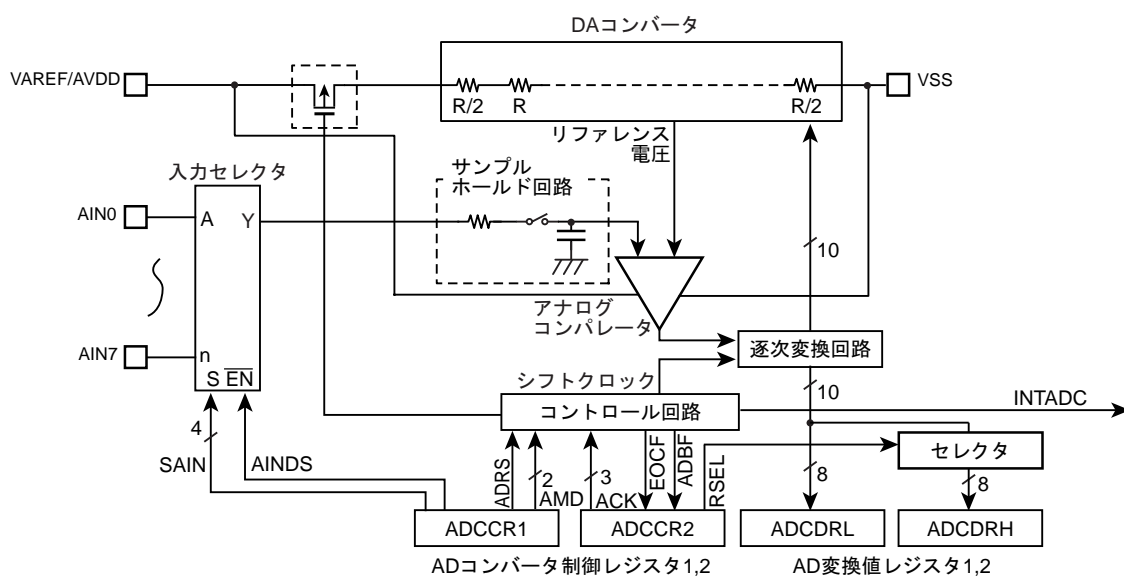 DAコンバータ
VAREF/AVDD
VSS
R/2
R
R/2
リファレンス
電圧
サンプル
ホールド回路
入力セレクタ
AIN0
A
Y
10
アナログ
コンパレータ
AIN7
n
S
EN
逐次変換回路
シフトクロック
10
コントロール回路
INTADC
4
SAIN
AINDS
ADRS
2
AMD
3
ACK
EOCF
ADBF
RSEL
8
セレクタ
8
ADCCR1
ADCCR2
ADCDRL
ADCDRH
ADコンバータ制御レジスタ1,2
AD変換値レジスタ1,2